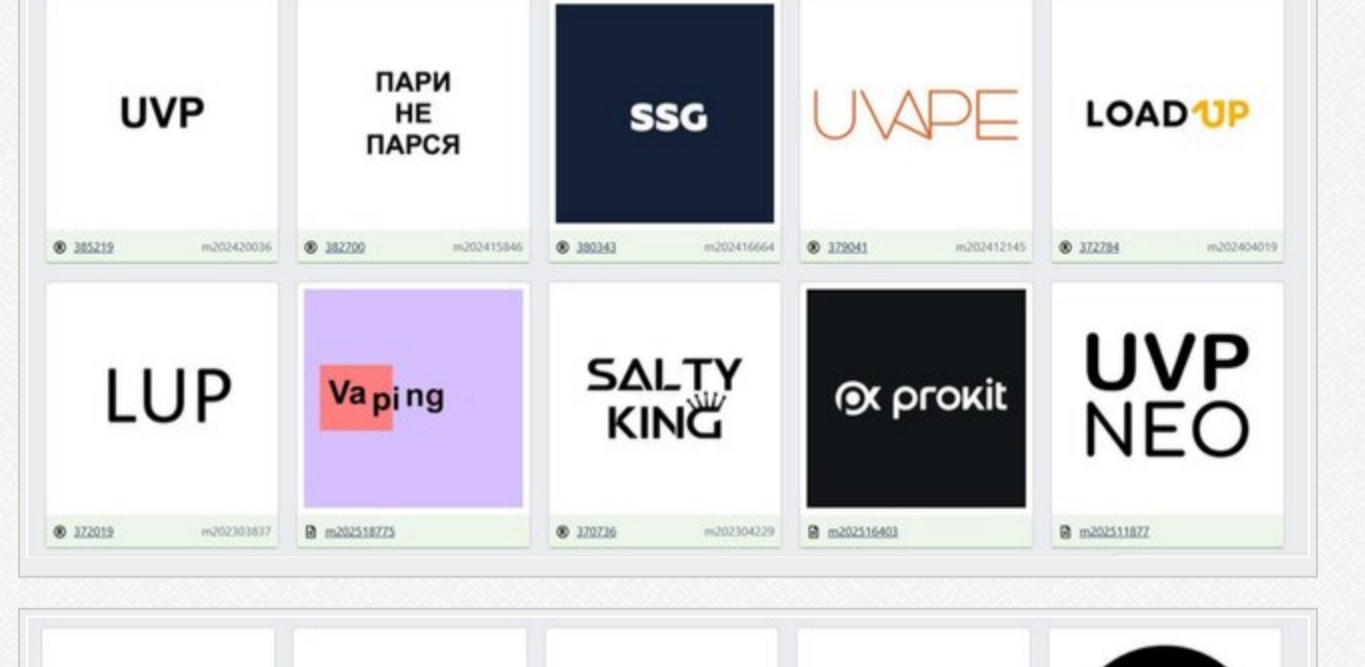 UVP
ПАРИ
НЕ
ПАРСЯ
SSG
UVAPE
LOAD UP
® 385219 m202420036
® 382700 m202415846
® 380343 m202416664
® 379041 m202412145
® 372784 m202404019
LUP
Vaping
SALTY
KING
prokit
UVP
NEO
® 372019 m202303837
m202518775
® 370736 m202304229
m202516403
m202511877